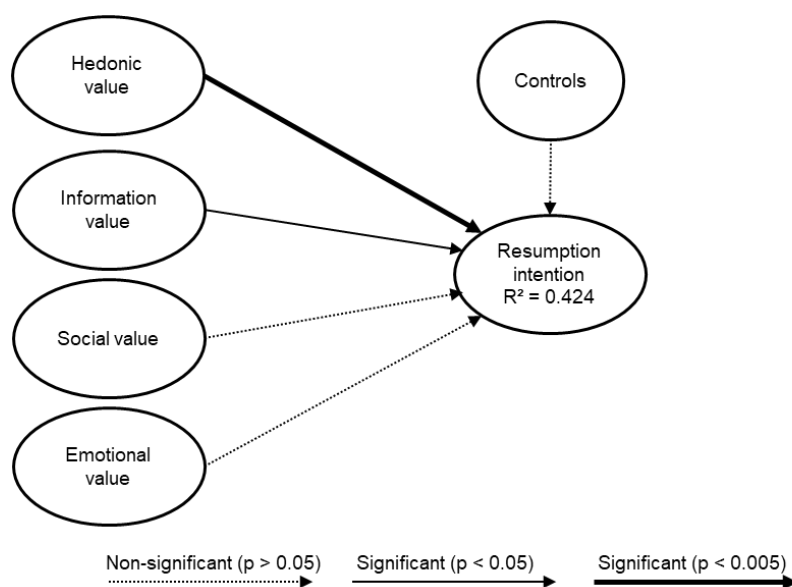 Hedonic
value
Controls
Information
value
Resumption
intention
R² = 0.424
Social value
Emotional
value
Non-significant (p > 0.05)
Significant (p < 0.05)
Significant (p < 0.005)